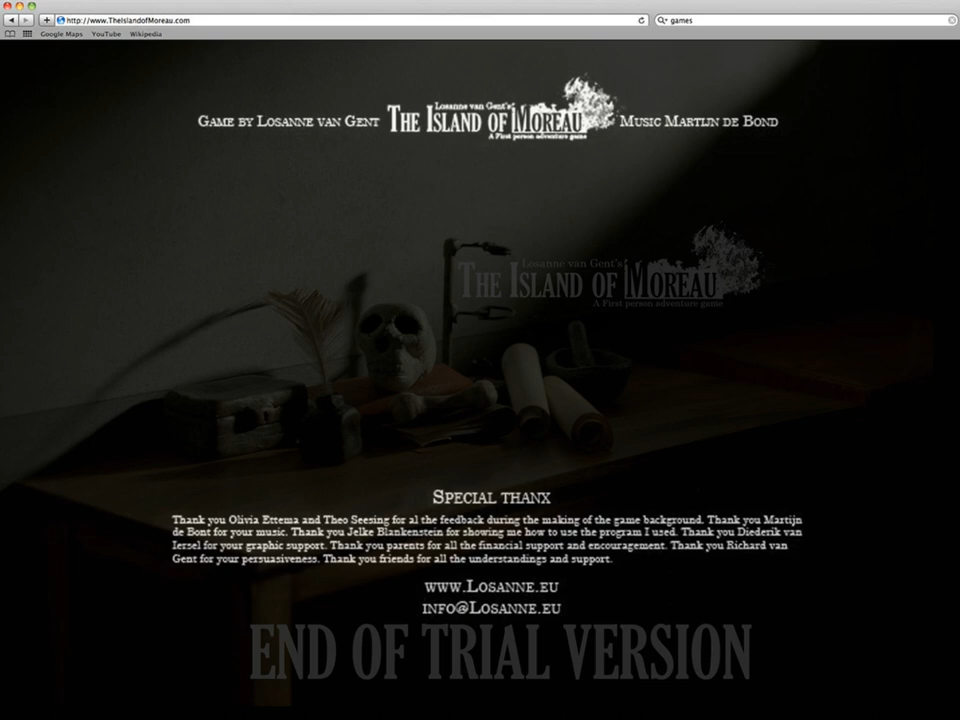 http://www.TheIslandofMoreau.com
games
Google Maps YouTube Wikipedia
Losanne van Gent's
GAME BY LOSANNE VAN GENT THE ISLAND OF MOREAU MUSIC MARTIJN DE BOND
A First person adventure game
Losanne van Gent's
THE ISLAND OF MOREAU
A First person adventure game
SPECIAL THANX
Thank you Olivia Ettema and Theo Seesing for al the feedback during the making of the game background. Thank you Martijn
de Bont for your music. Thank you Jelke Blankenstein for showing me how to use the program I used. Thank you Diederik van
Iersel for your graphic support. Thank you parents for all the financial support and encouragement. Thank you Richard van
Gent for your persuasiveness. Thank you friends for all the understandings and support.
WWW.LOSANNE.EU
INFO@LOSANNE.EU
END OF TRIAL VERSION